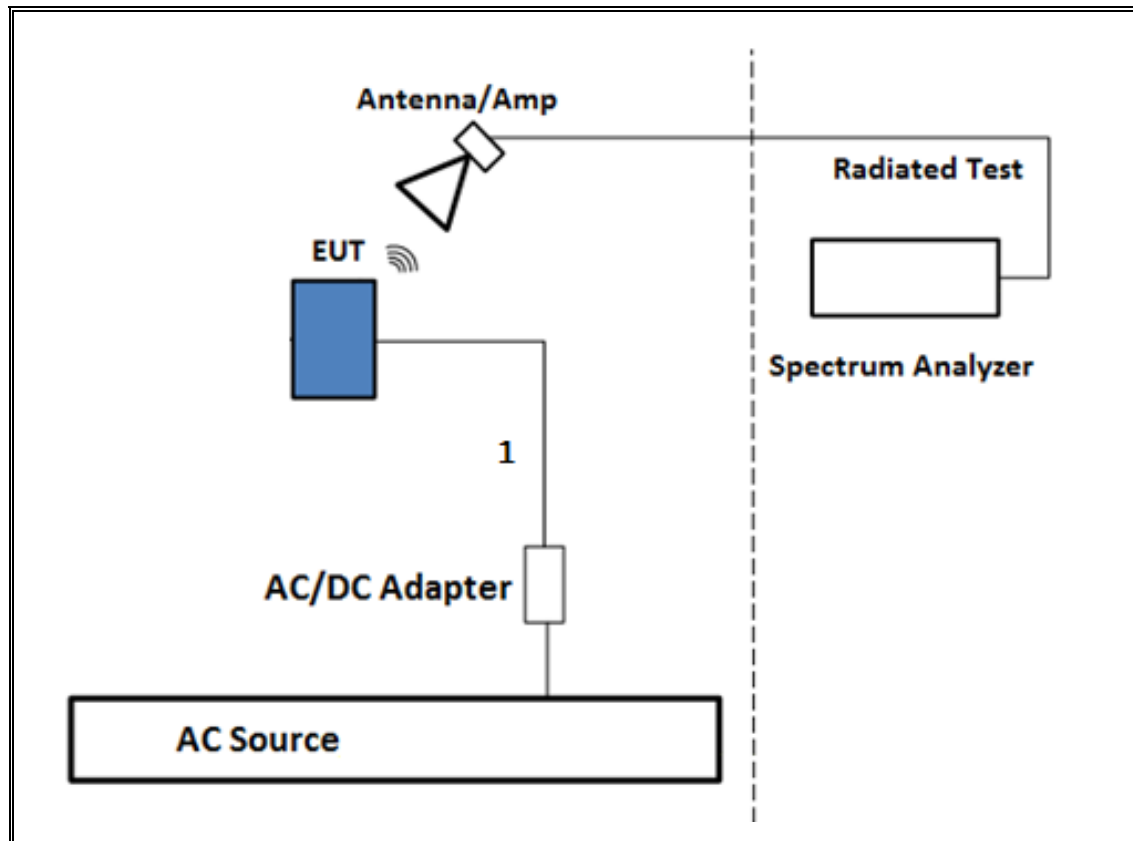 Antenna/Amp
Radiated Test
EUT
Spectrum Analyzer
1
AC/DC Adapter
AC Source